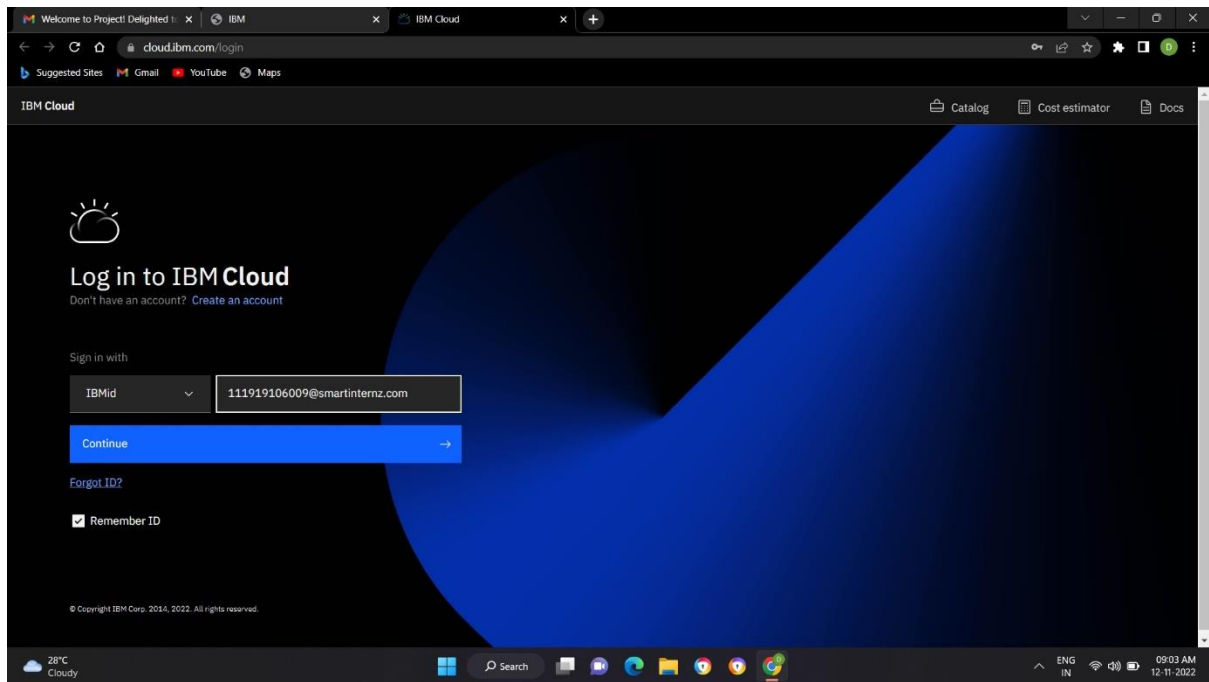 Welcome to Project! Delighted to
IBM
IBM Cloud
cloud.ibm.com/login
D
Suggested Sites
Gmail
YouTube
Maps
IBM Cloud
Catalog
Cost estimator
Docs
Log in to IBM Cloud
Don't have an account? Create an account
Sign in with
IBMid
111919106009@smartinternz.com
Continue
Forgot ID?
Remember ID
© Copyright IBM Corp. 2014, 2022. All rights reserved.
28°C
Cloudy
Search
ENG
IN
09:03 AM
12-11-2022